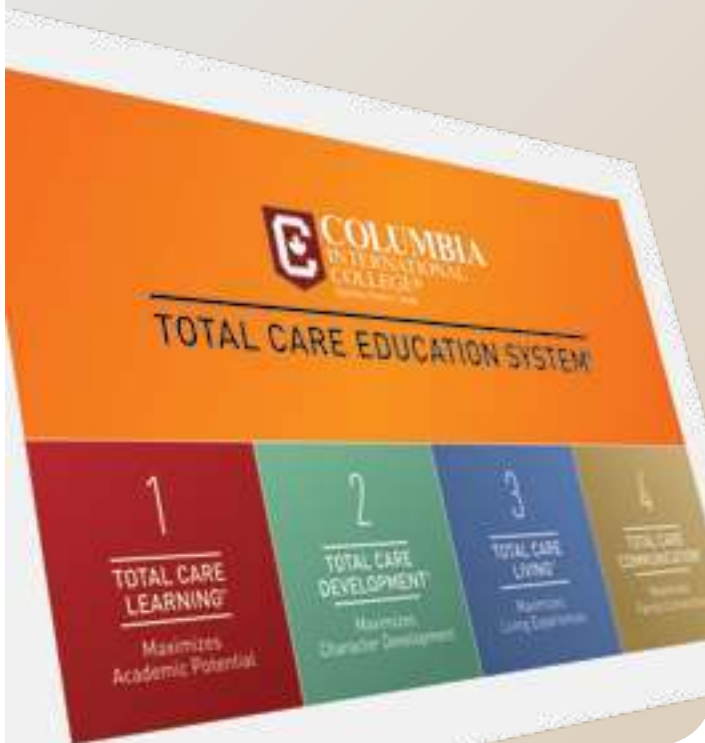 COLUMBIA
INTERNATIONAL
COLLEGE®
TOTAL CARE EDUCATION SYSTEM®
1
TOTAL CARE
LEARNING®
Maximizes
Academic Potential
2
TOTAL CARE
DEVELOPMENT®
Maximizes
Character Development
3
TOTAL CARE
LIVING®
Maximizes
Living Experiences
4
TOTAL CARE
COMMUNICATION®
Maximizes